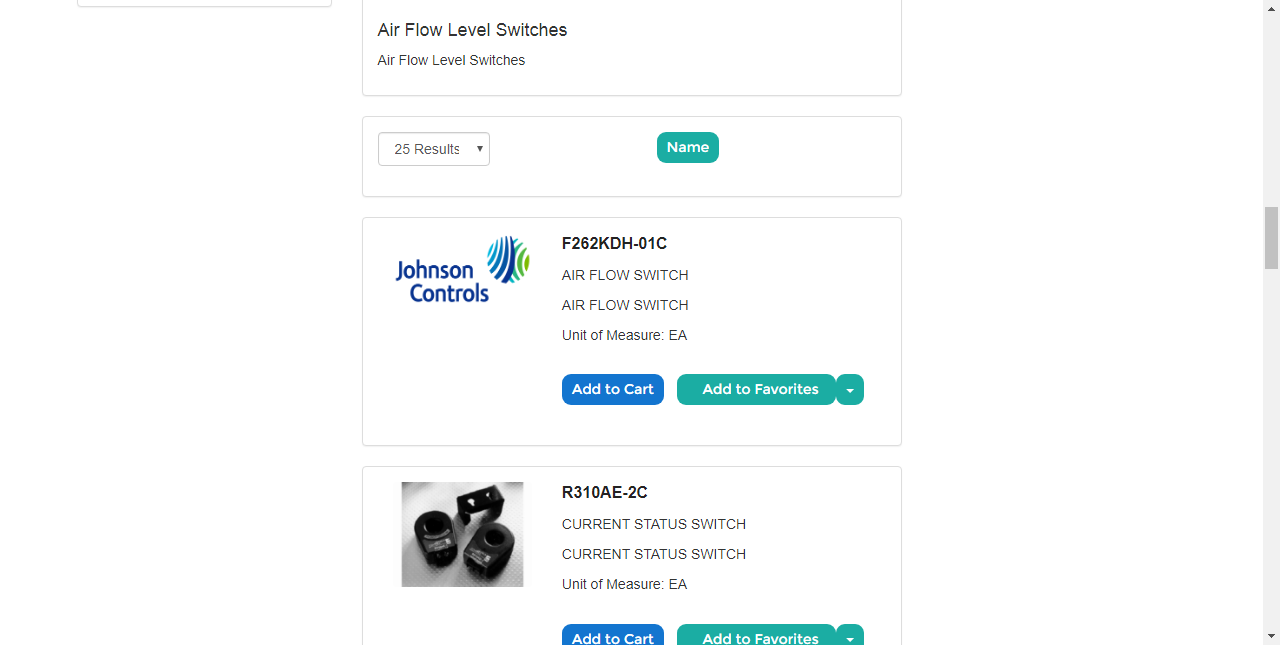 Air Flow Level Switches
Air Flow Level Switches
25 Results
Name
Johnson
Controls
F262KDH-01C
AIR FLOW SWITCH
AIR FLOW SWITCH
Unit of Measure: EA
Add to Cart
Add to Favorites
R310AE-2C
CURRENT STATUS SWITCH
CURRENT STATUS SWITCH
Unit of Measure: EA
Add to Cart
Add to Favorites